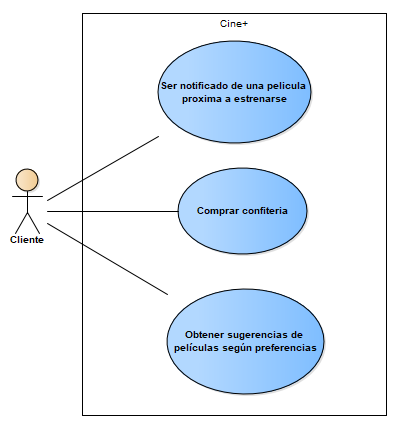 Cine+
Ser notificado de una pelicula
proxima a estrenarse
Comprar confiteria
Cliente
Obtener sugerencias de
películas según preferencias